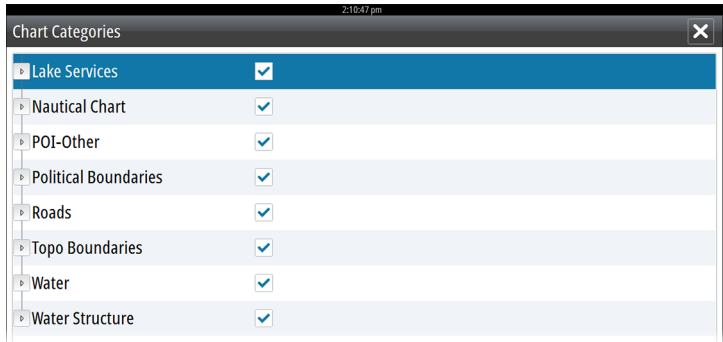 2:10:47 pm
Chart Categories
Lake Services
Nautical Chart
POI-Other
Political Boundaries
Roads
Topo Boundaries
Water
Water Structure